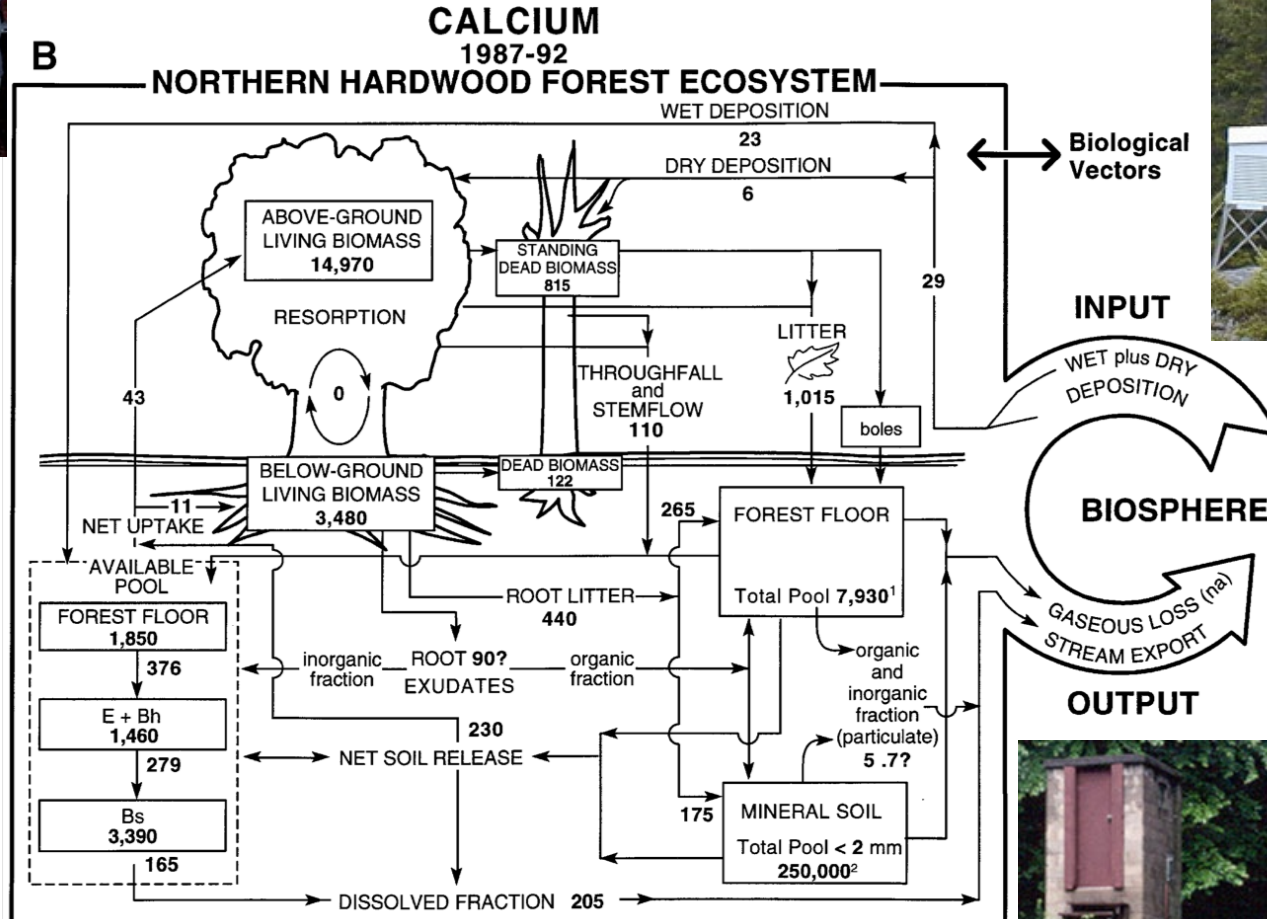 CALCIUM
1987-92
B
NORTHERN HARDWOOD FOREST ECOSYSTEM
WET DEPOSITION
23
DRY DEPOSITION
6
Biological
Vectors
ABOVE-GROUND
LIVING BIOMASS
14,970
STANDING
DEAD BIOMASS
815
29
INPUT
RESORPTION
0
43
LITTER
1,015
THROUGHFALL
and
STEMFLOW
110
boles
WET plus DRY
DEPOSITION
BELOW-GROUND
LIVING BIOMASS
3,480
DEAD BIOMASS
122
11
NET UPTAKE
265
FOREST FLOOR
Total Pool 7,930¹
BIOSPHERE
AVAILABLE
POOL
FOREST FLOOR
1,850
376
E + Bh
1,460
279
Bs
3,390
165
ROOT LITTER
440
inorganic
fraction
ROOT 90?
EXUDATES
organic
fraction
organic
and
inorganic
fraction
(particulate)
5 .7?
GASEOUS LOSS (na)
STREAM EXPORT
OUTPUT
230
NET SOIL RELEASE
175
MINERAL SOIL
Total Pool < 2 mm
250,000²
DISSOLVED FRACTION 205